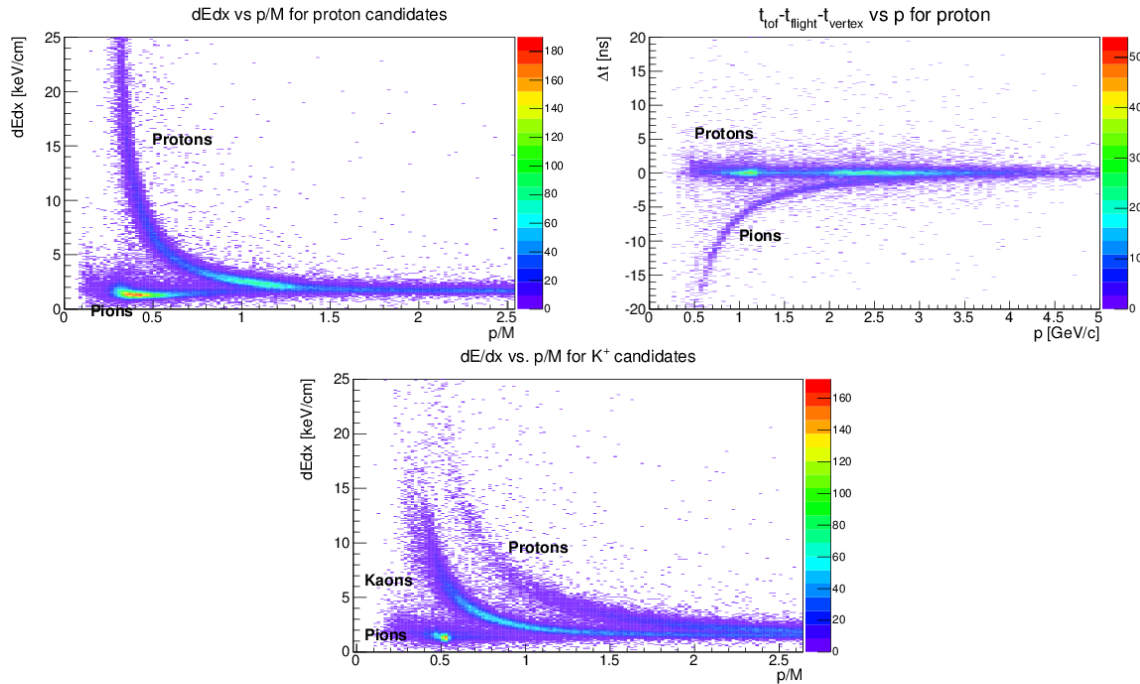 dEdx vs p/M for proton candidates
dEdx [keV/cm]
25
20
15
10
5
0
Protons
Pions
0 0.5 1 1.5 2 2.5
p/M
180
160
140
120
100
80
60
40
20
0
t_tof-t_flight-t_vertex vs p for proton
Δt [ns]
20
15
10
5
0
-5
-10
-15
-20
Protons
Pions
0 0.5 1 1.5 2 2.5 3 3.5 4 4.5 5
p [GeV/c]
50
40
30
20
10
0
dE/dx vs. p/M for K⁺ candidates
dEdx [keV/cm]
25
20
15
10
5
0
Protons
Kaons
Pions
0 0.5 1 1.5 2 2.5
p/M
160
140
120
100
80
60
40
20
0